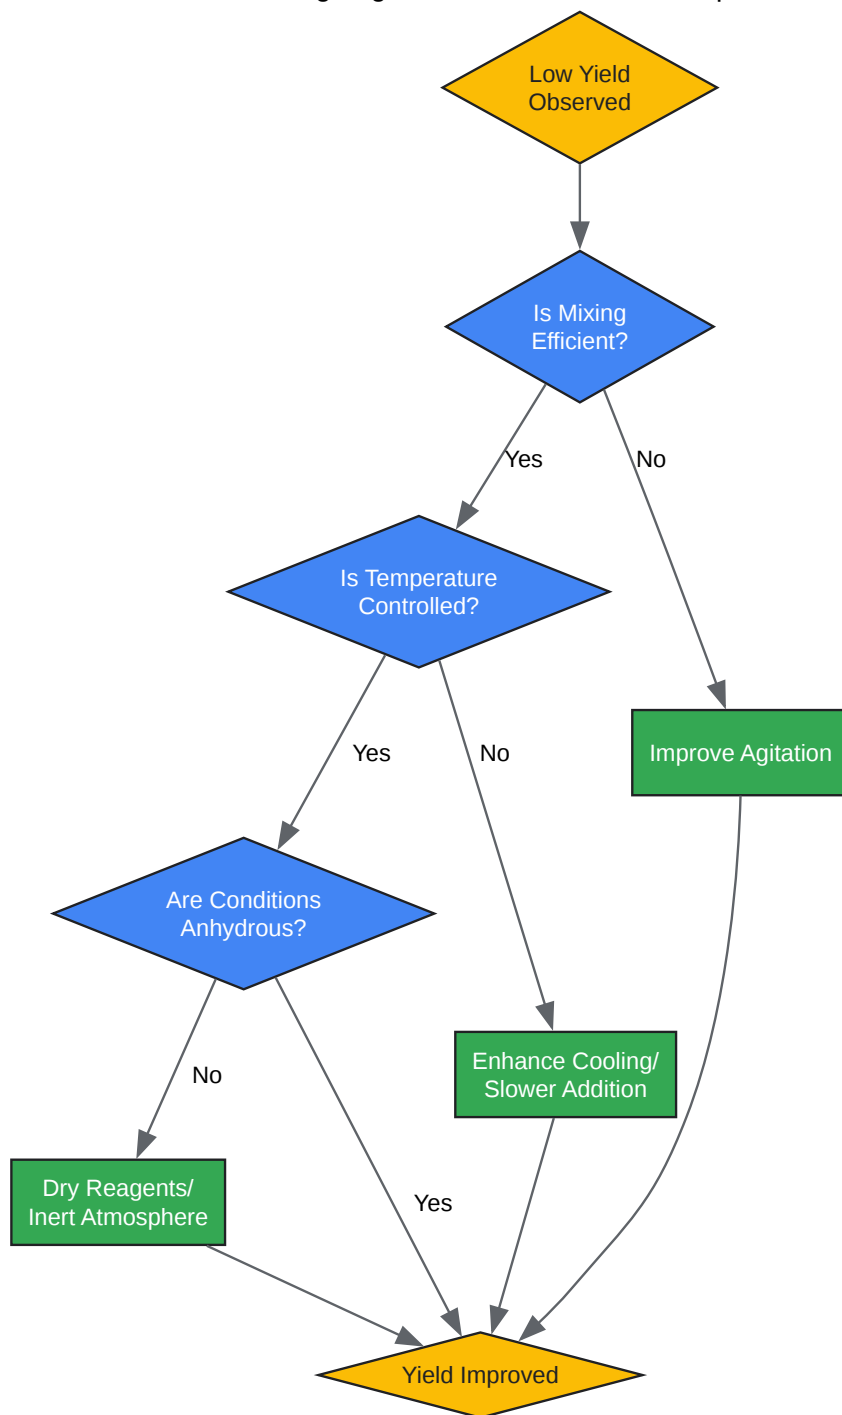 Low Yield
Observed
Is Mixing
Efficient?
Yes
No
Is Temperature
Controlled?
Improve Agitation
Yes
No
Are Conditions
Anhydrous?
Enhance Cooling/
Slower Addition
No
Dry Reagents/
Inert Atmosphere
Yes
Yield Improved